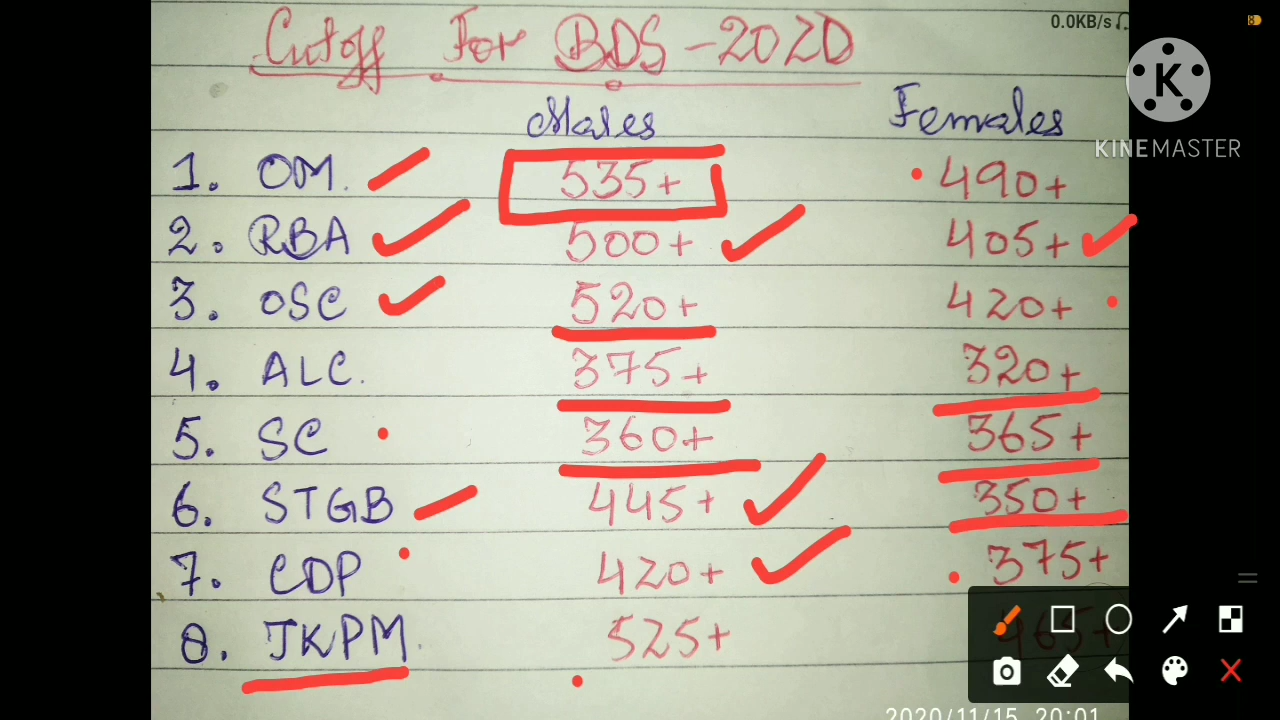 0.0KB/s
Cutoff For BDS - 2020
Males Females
KINEMASTER
1. OM. 535+ 490+
2. RBA 500+ 405+
3. OSC 520+ 420+
4. ALC. 375+ 320+
5. SC 360+ 365+
6. STGB 445+ 350+
7. CDP 420+ 375+
8. JKPM. 525+ 465+
2020/11/15 20:01